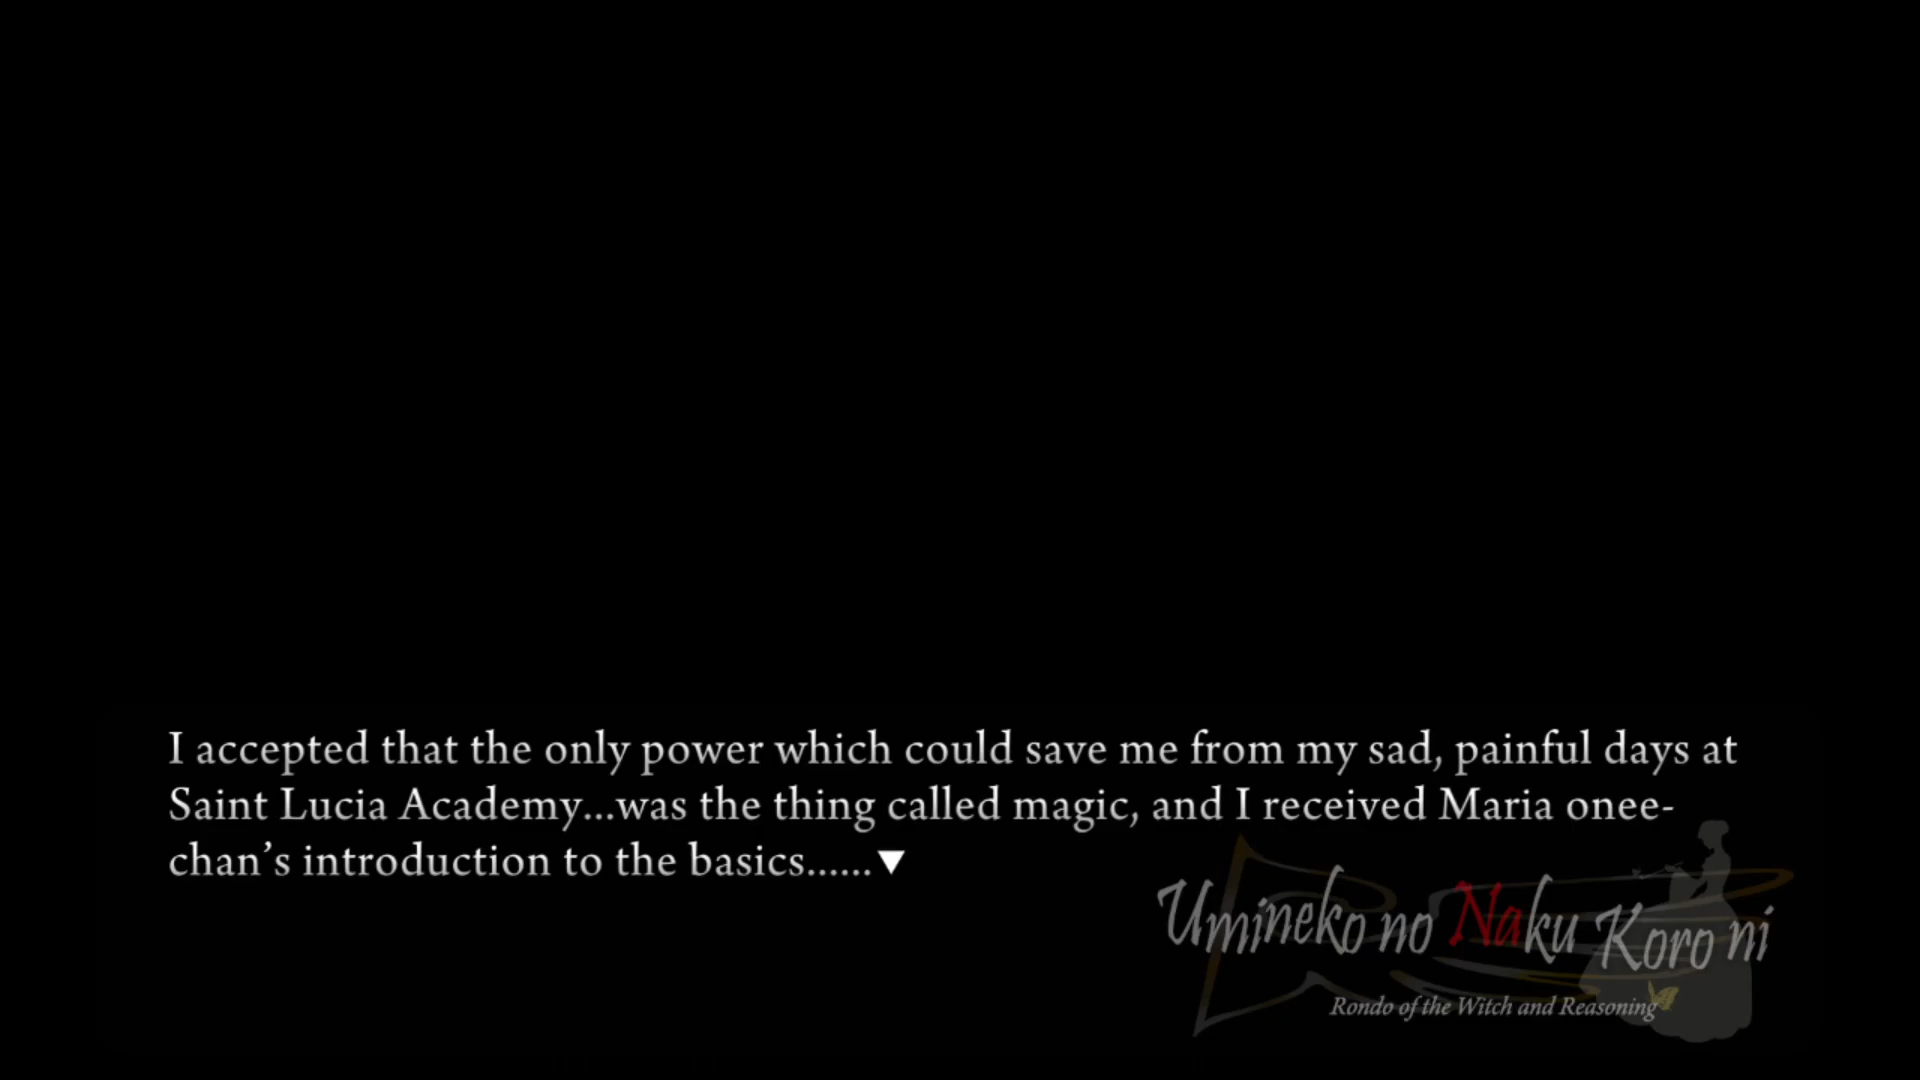 I accepted that the only power which could save me from my sad, painful days at
Saint Lucia Academy...was the thing called magic, and I received Maria onee-
chan’s introduction to the basics......▼
Umineko no Naku Koro ni
Rondo of the Witch and Reasoning